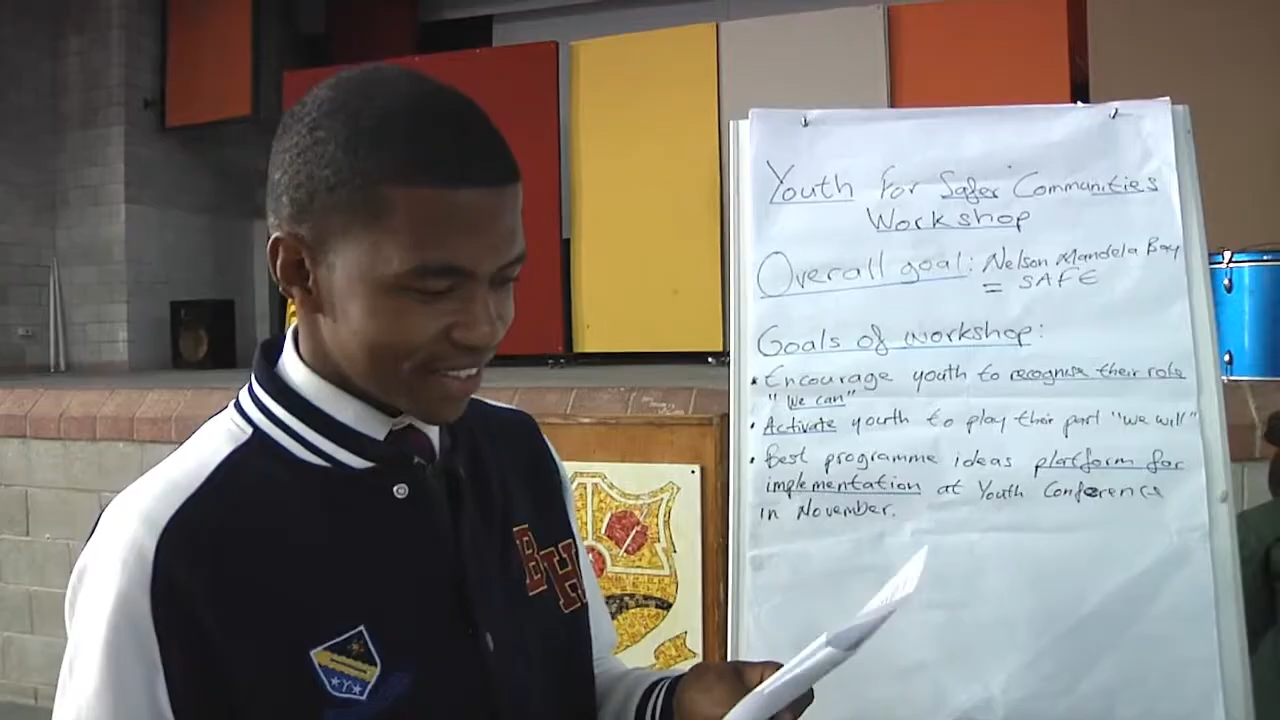 Youth For Safer Communities
Workshop
Overall goal: Nelson Mandela Bay
= SAFE
Goals of workshop:
• Encourage youth to recognise their role
"We can"
• Activate youth to play their part "we will"
• Best programme ideas platform for
implementation at Youth Conference
in November.
BH